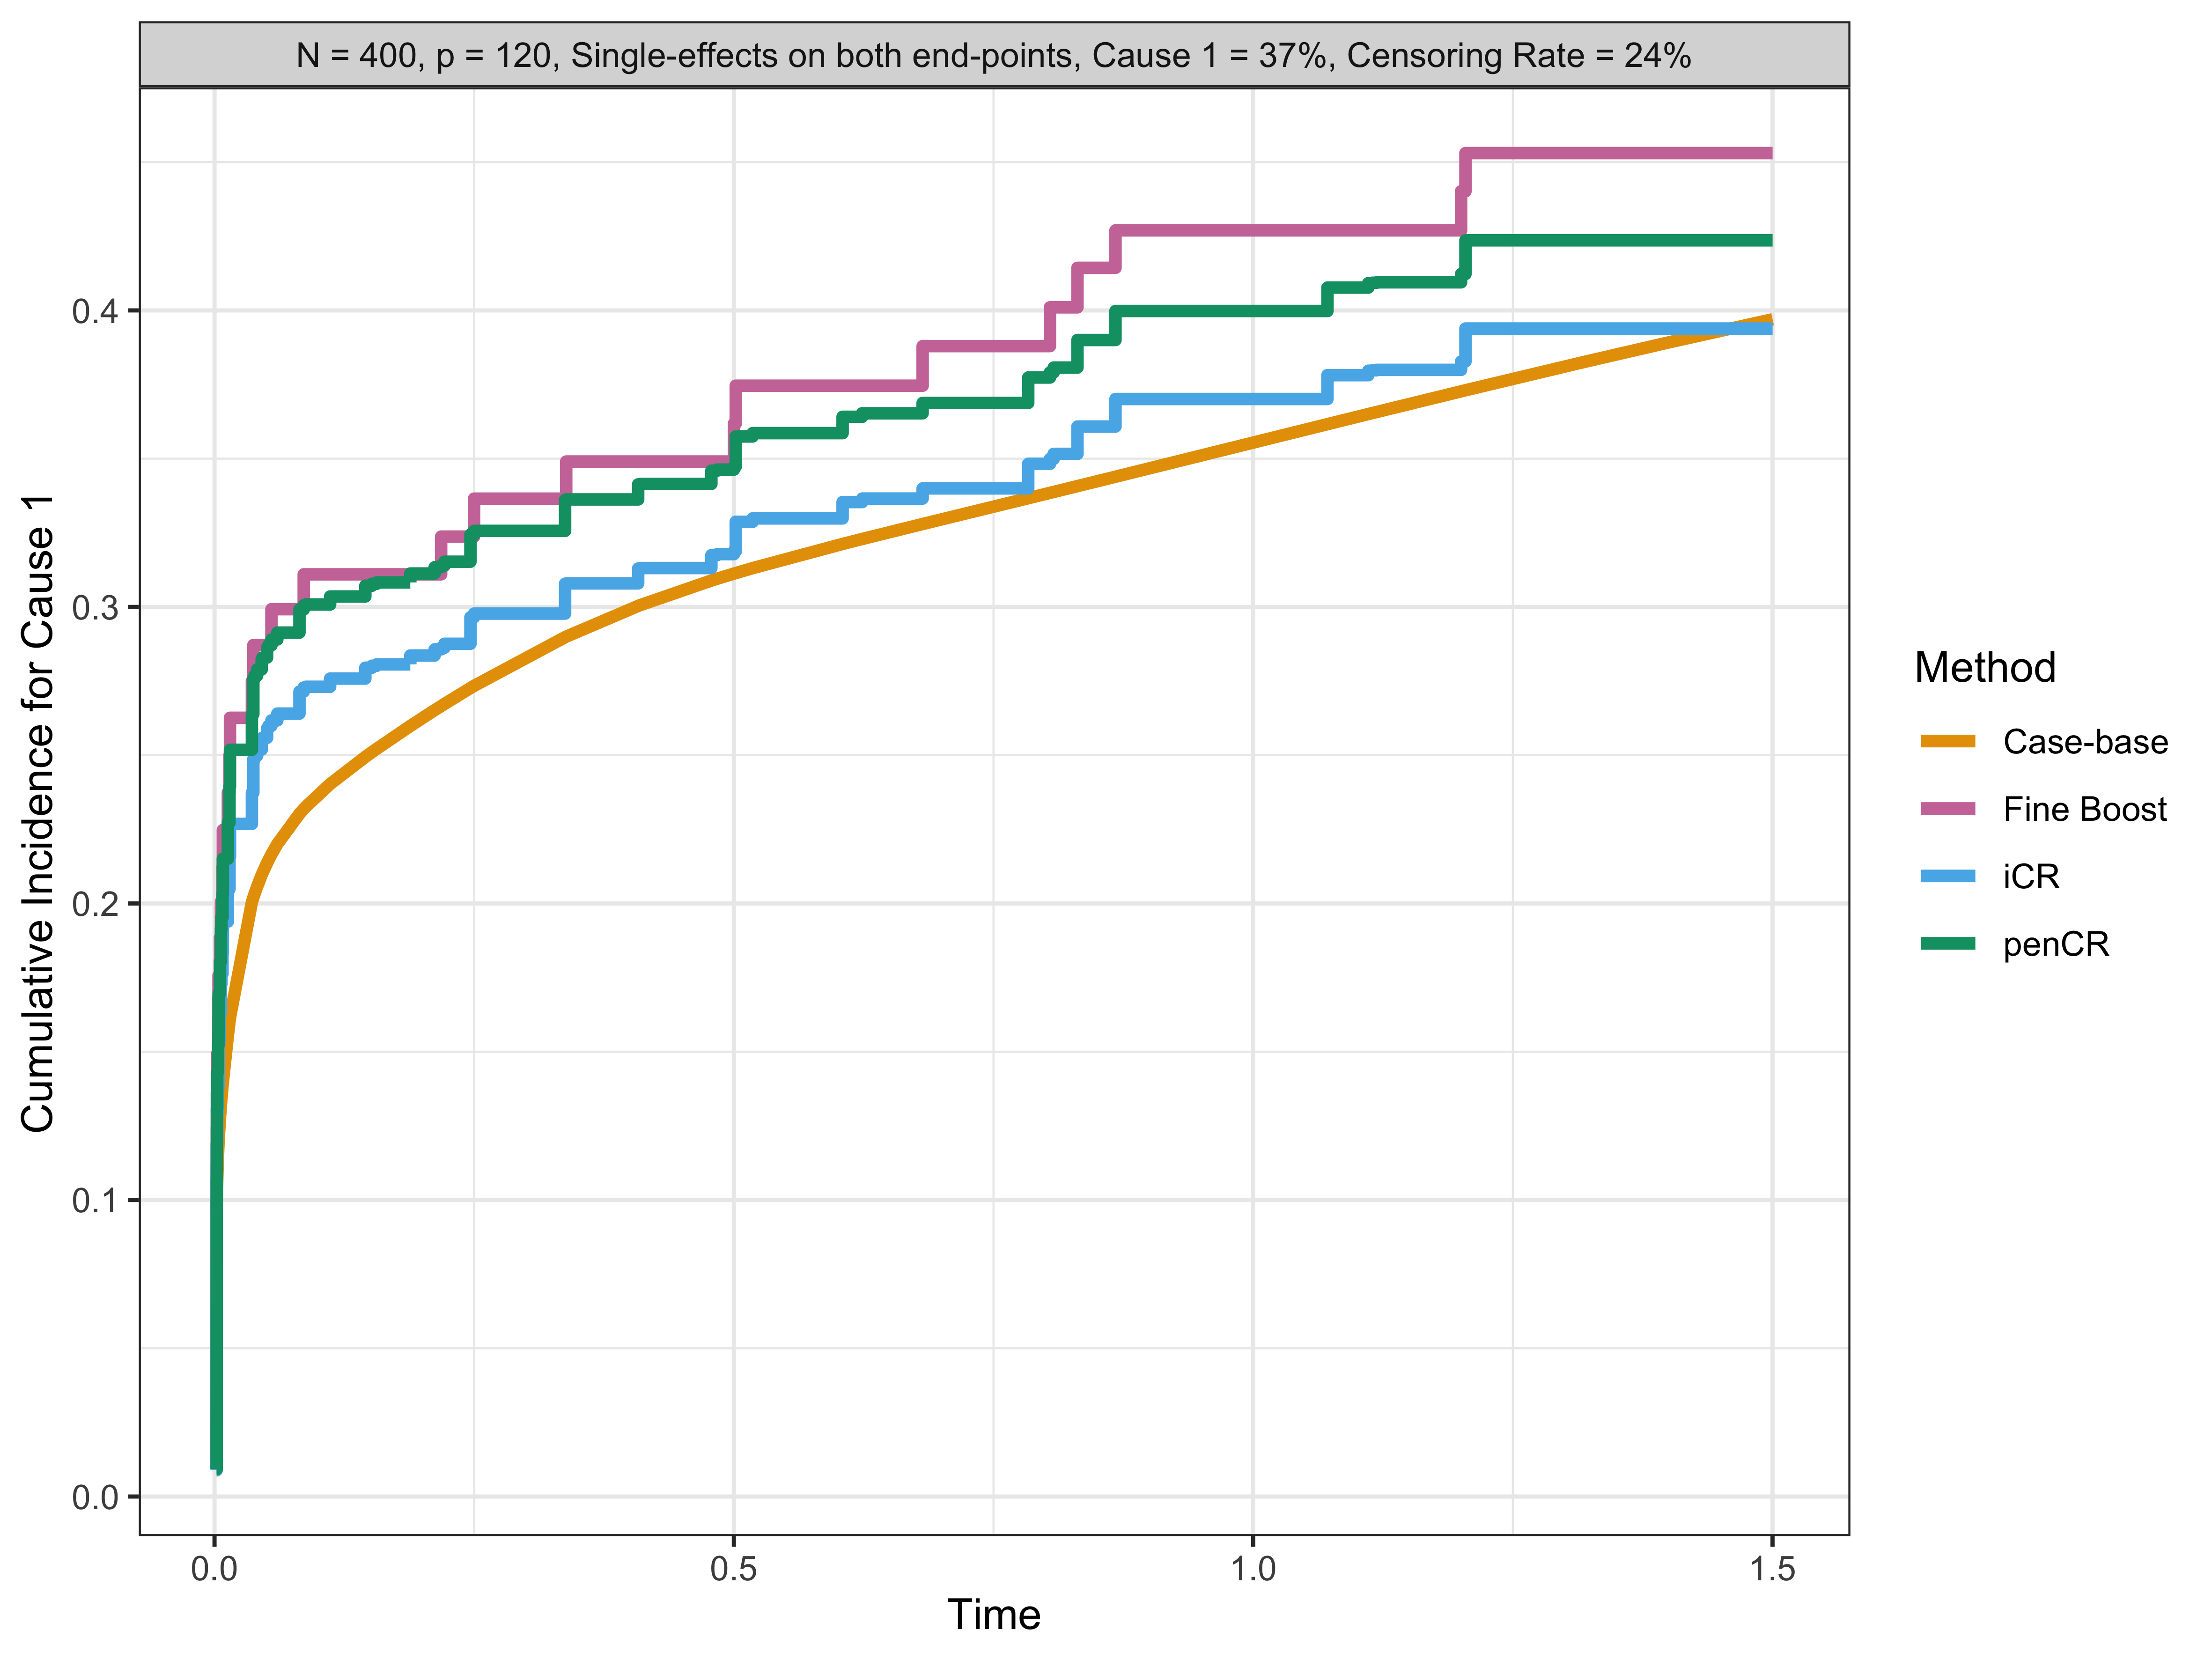 N = 400, p = 120, Single-effects on both end-points, Cause 1 = 37%, Censoring Rate = 24%
Cumulative Incidence for Cause 1
0.4
0.3
0.2
0.1
0.0
0.0
0.5
1.0
1.5
Time
Method
Case-base
Fine Boost
iCR
penCR